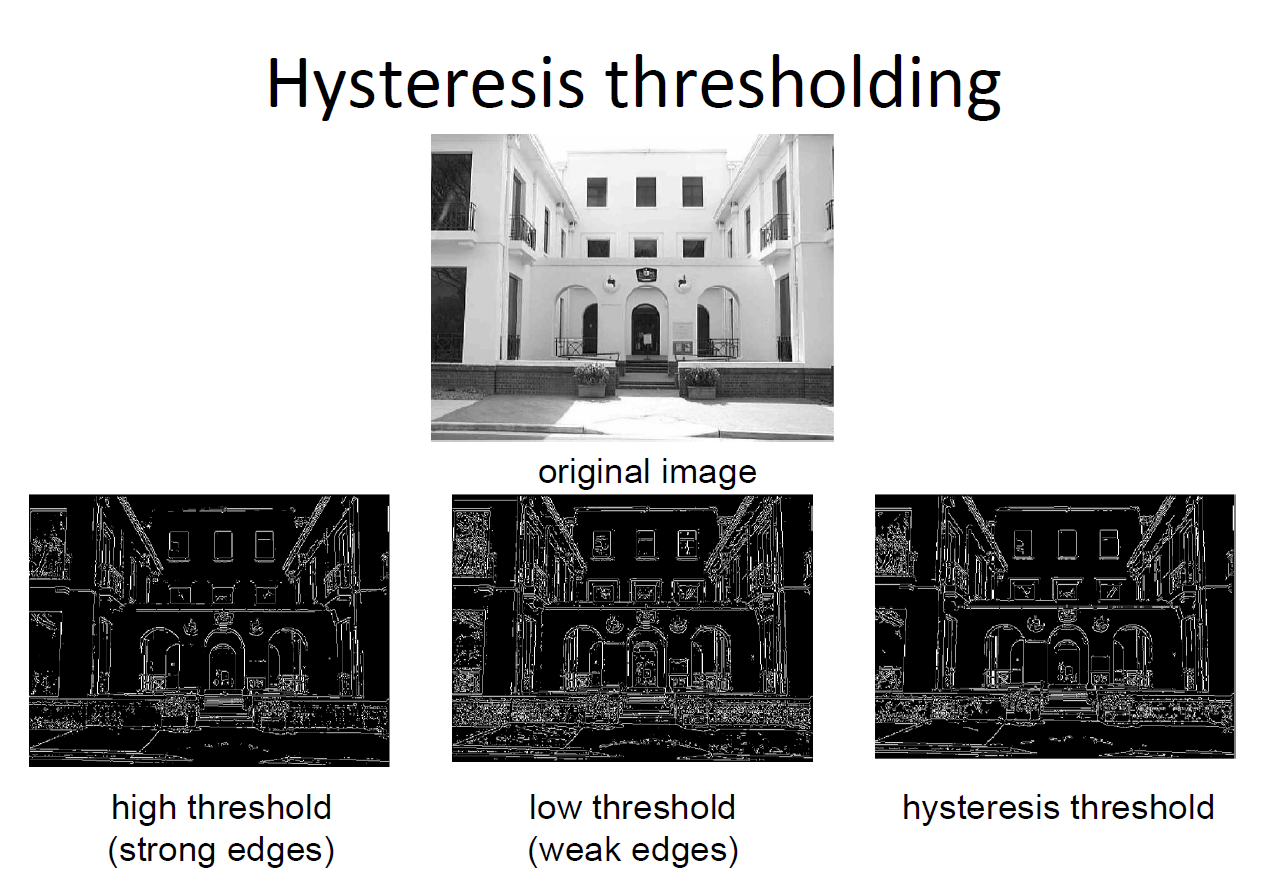 Hysteresis thresholding
original image
high threshold
(strong edges)
low threshold
(weak edges)
hysteresis threshold